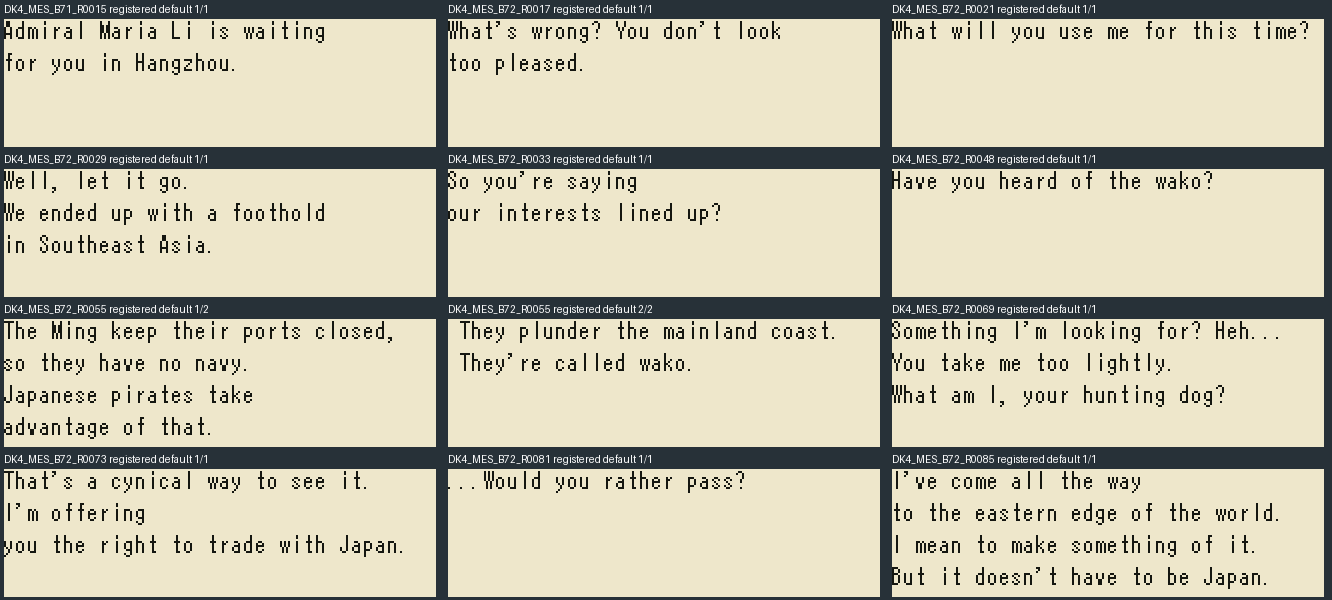 DK4_MES_B71_R0015 registered default 1/1
Admiral Maria Li is waiting
for you in Hangzhou.
DK4_MES_B72_R0017 registered default 1/1
What's wrong? You don't look
too pleased.
DK4_MES_B72_R0021 registered default 1/1
What will you use me for this time?
DK4_MES_B72_R0029 registered default 1/1
Well, let it go.
We ended up with a foothold
in Southeast Asia.
DK4_MES_B72_R0033 registered default 1/1
So you're saying
our interests lined up?
DK4_MES_B72_R0048 registered default 1/1
Have you heard of the wako?
DK4_MES_B72_R0055 registered default 1/2
The Ming keep their ports closed,
so they have no navy.
Japanese pirates take
advantage of that.
DK4_MES_B72_R0055 registered default 2/2
They plunder the mainland coast.
They're called wako.
DK4_MES_B72_R0069 registered default 1/1
Something I'm looking for? Heh...
You take me too lightly.
What am I, your hunting dog?
DK4_MES_B72_R0073 registered default 1/1
That's a cynical way to see it.
I'm offering
you the right to trade with Japan.
DK4_MES_B72_R0081 registered default 1/1
...Would you rather pass?
DK4_MES_B72_R0085 registered default 1/1
I've come all the way
to the eastern edge of the world.
I mean to make something of it.
But it doesn't have to be Japan.